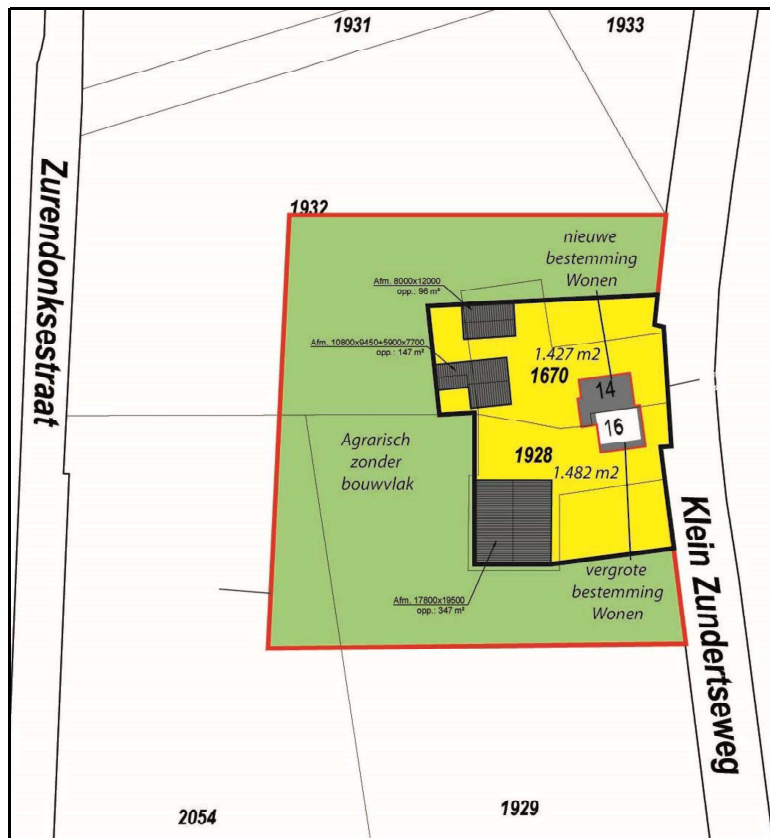 1931
1933
Zurendonksestraat
1932
nieuwe
bestemming
Wonen
Afm. 8000x12000
opp.: 96 m²
Afm. 10800x9450+5900x7700
opp.: 147 m²
1.427 m2
1670
14
16
Agrarisch
zonder
bouwvlak
1928
1.482 m2
Klein Zundertseweg
Afm. 17800x19500
opp.: 347 m²
vergrote
bestemming
Wonen
2054
1929